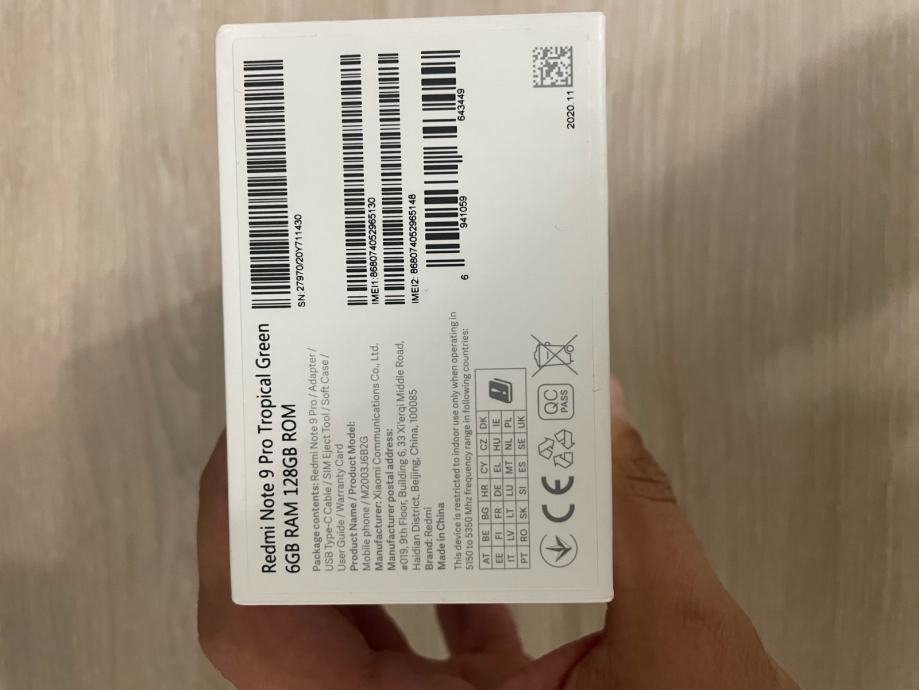 Redmi Note 9 Pro Tropical Green
6GB RAM 128GB ROM
Package contents: Redmi Note 9 Pro / Adapter /
USB Type-C Cable / SIM Eject Tool / Soft Case /
User Guide / Warranty Card
Product Name / Product Model:
Mobile phone / M2003J6B2G
Manufacturer: Xiaomi Communications Co., Ltd.
Manufacturer postal address:
#019, 9th Floor, Building 6, 33 Xi'erqi Middle Road,
Haidian District, Beijing, China, 100085
Brand: Redmi
Made in China
This device is restricted to indoor use only when operating in
5150 to 5350 Mhz frequency range in following countries:
AT BE BG HR CY CZ DK
EE FI FR DE EL HU IE
IT LV LT LU MT NL PL
PT RO SK SI ES SE UK
CE
QC
PASS
SN:27970/20Y711430
IMEI1:868074052965130
IMEI2: 868074052965148
6 941059 643449
2020.11